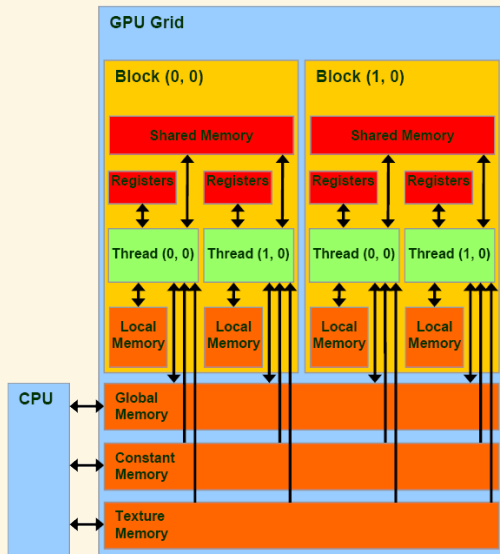 GPU Grid
Block (0, 0)
Block (1, 0)
Shared Memory
Shared Memory
Registers
Registers
Registers
Registers
Thread (0, 0)
Thread (1, 0)
Thread (0, 0)
Thread (1, 0)
Local
Memory
Local
Memory
Local
Memory
Local
Memory
CPU
Global
Memory
Constant
Memory
Texture
Memory